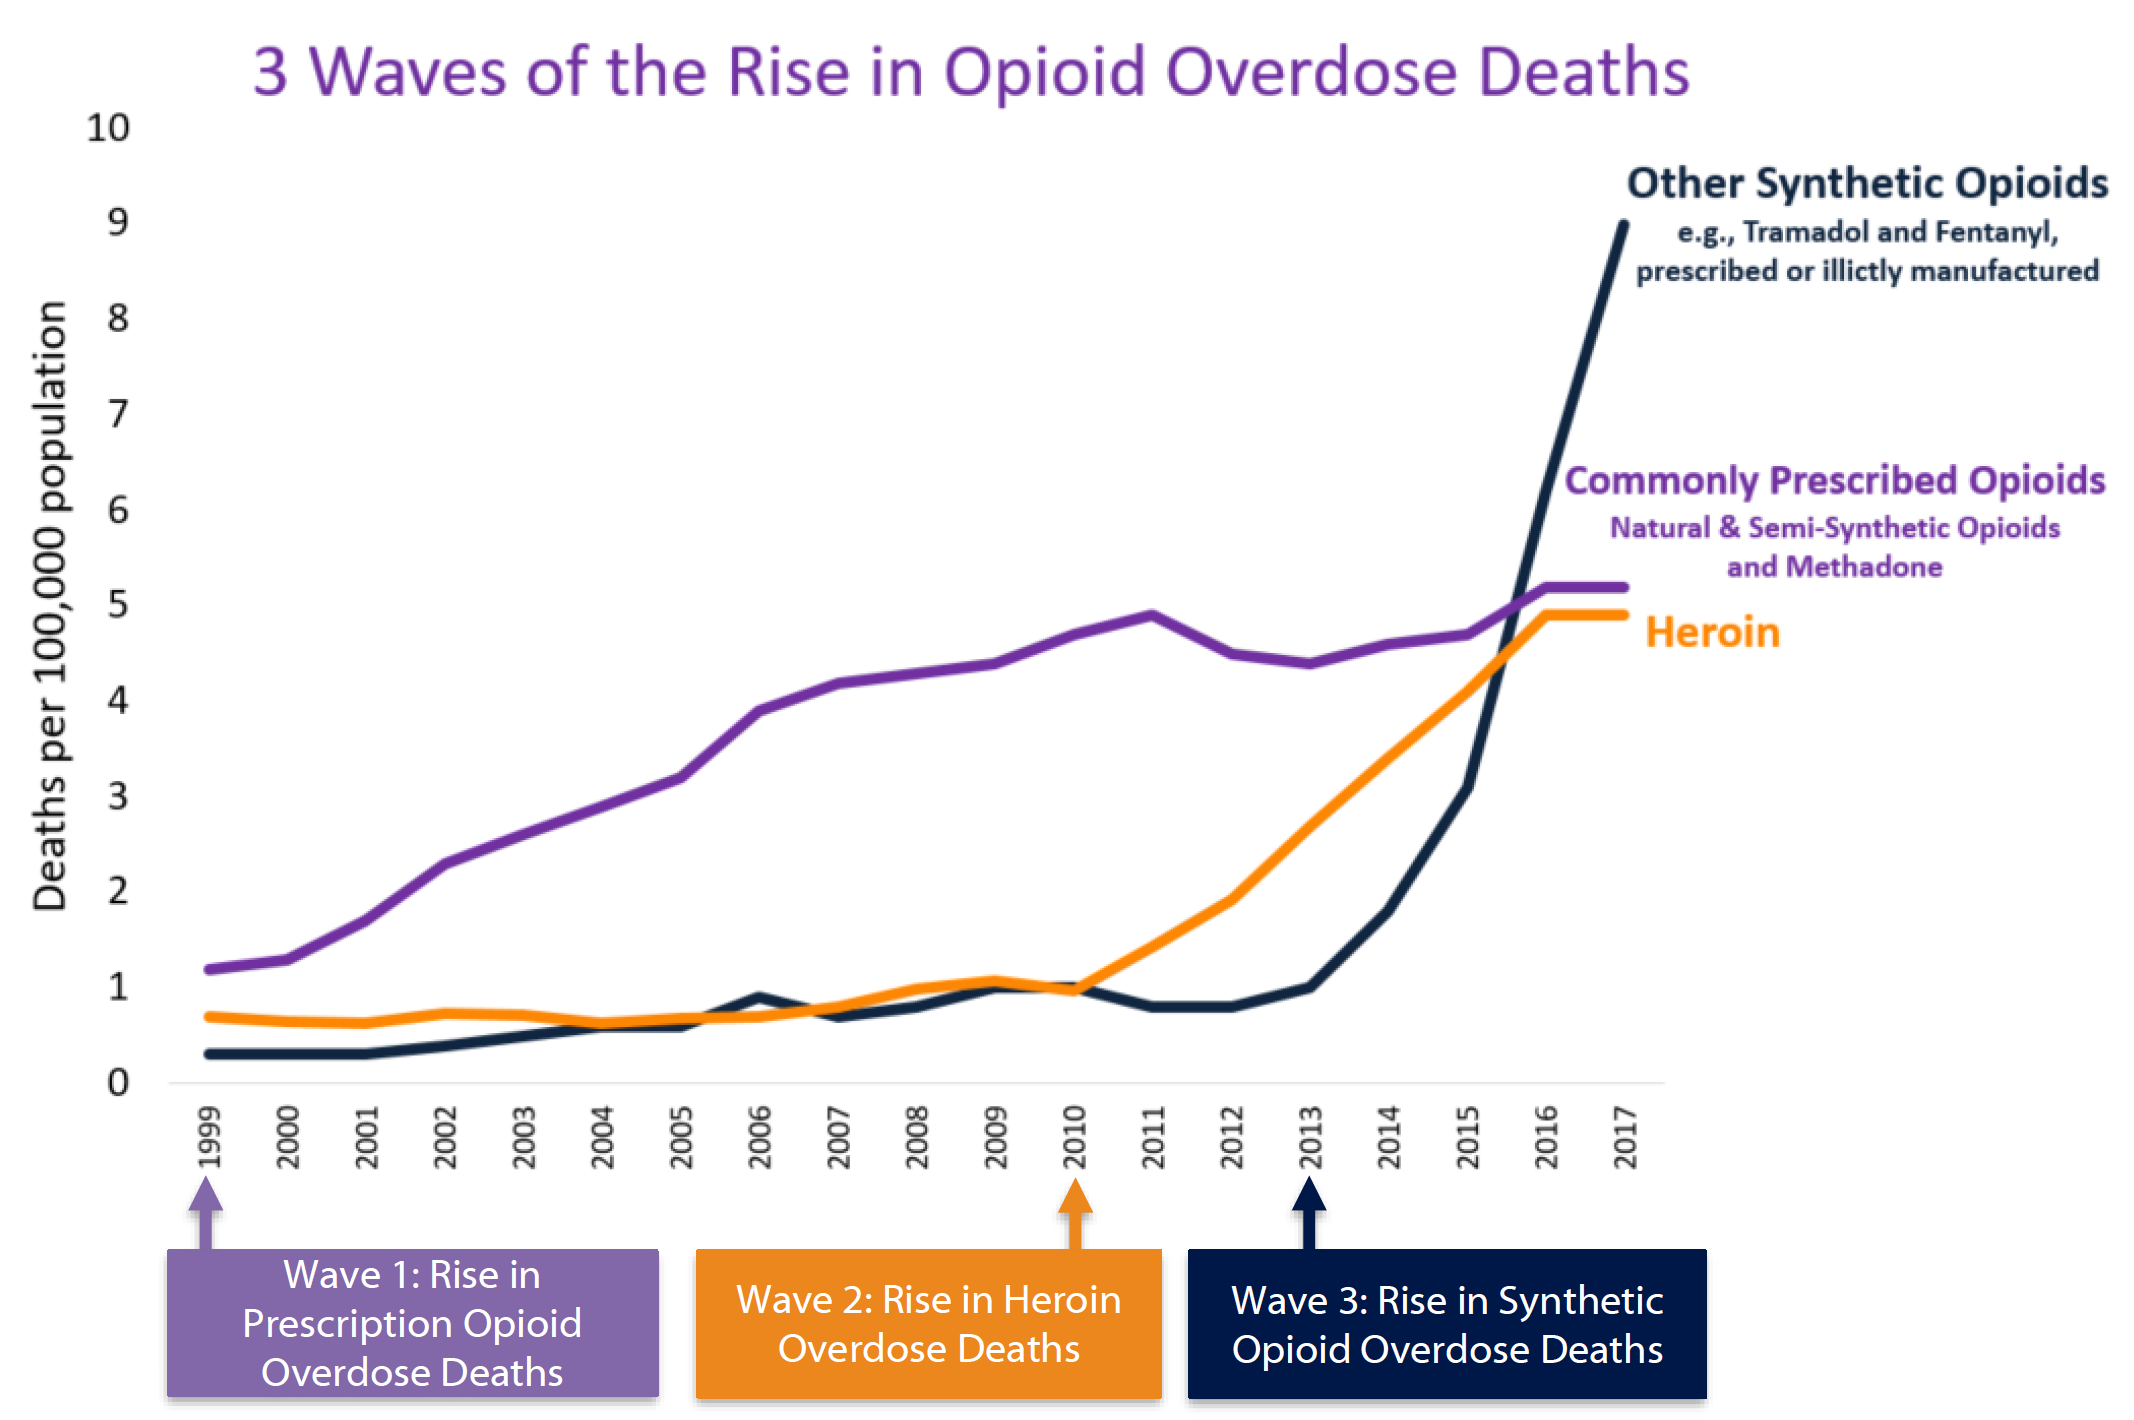 3 Waves of the Rise in Opioid Overdose Deaths
Deaths per 100,000 population
10
9
8
7
6
5
4
3
2
1
0
Other Synthetic Opioids
e.g., Tramadol and Fentanyl,
prescribed or illictly manufactured
Commonly Prescribed Opioids
Natural & Semi-Synthetic Opioids
and Methadone
Heroin
1999
2000
2001
2002
2003
2004
2005
2006
2007
2008
2009
2010
2011
2012
2013
2014
2015
2016
2017
Wave 1: Rise in
Prescription Opioid
Overdose Deaths
Wave 2: Rise in Heroin
Overdose Deaths
Wave 3: Rise in Synthetic
Opioid Overdose Deaths